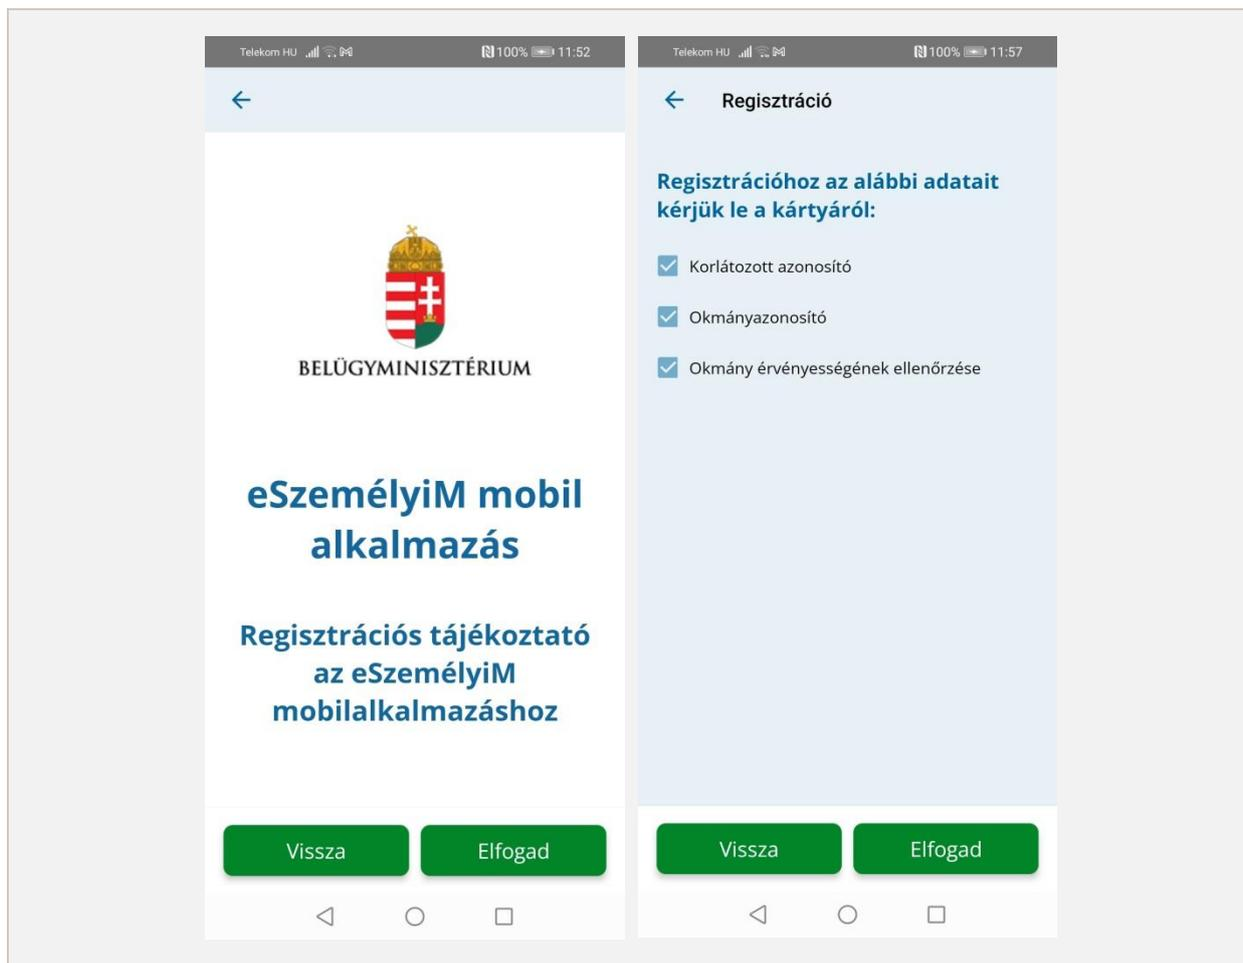 Telekom HU 100% 11:52
BELÜGYMINISZTÉRIUM
eSzemélyiM mobil
alkalmazás
Regisztrációs tájékoztató
az eSzemélyiM
mobilalkalmazáshoz
Vissza Elfogad
Telekom HU 100% 11:57
Regisztráció
Regisztrációhoz az alábbi adatait
kérjük le a kártyáról:
Korlátozott azonosító
Okmányazonosító
Okmány érvényességének ellenőrzése
Vissza Elfogad